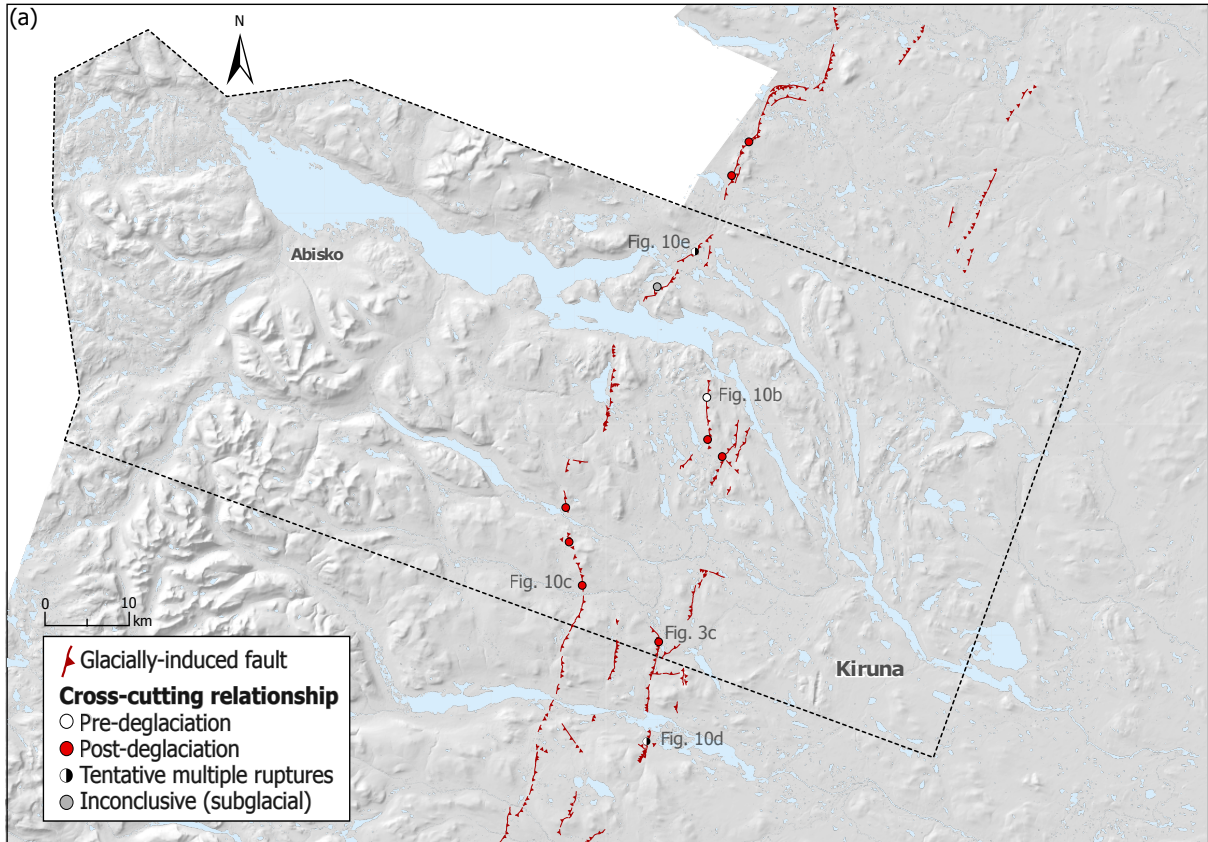 (a)
N
Fig. 10e
Abisko
Fig. 10b
Fig. 10c
0 10
km
Fig. 3c
Kiruna
Glacially-induced fault
Cross-cutting relationship
Pre-deglaciation
Post-deglaciation
Fig. 10d
Tentative multiple ruptures
Inconclusive (subglacial)